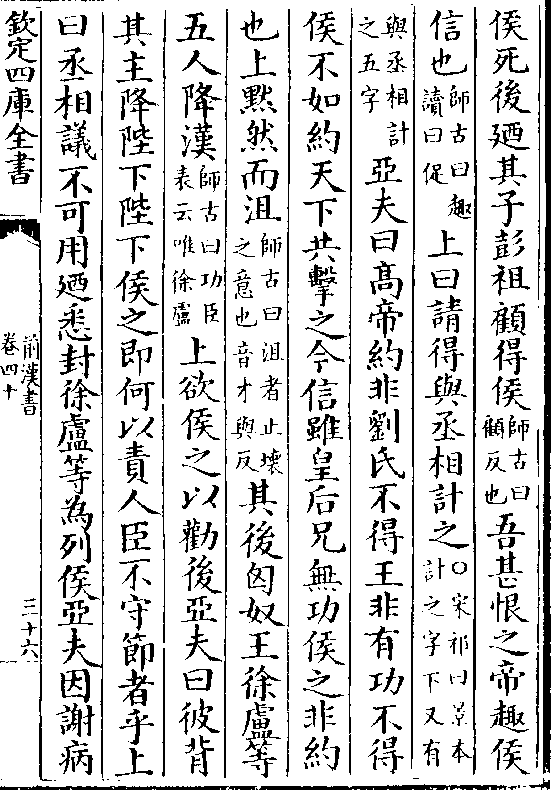 侯死後廼其子彭祖顧得侯師古曰顧反也吾甚恨之帝趣侯
信也師古曰趣讀曰促上曰請得與丞相計之○宋祁曰景本計之字下又有
與丞相計之五字亞夫曰高帝約非劉氏不得王非有功不得
侯不如約天下共擊之今信雖皇后兄無功侯之非約
也上黙然而沮師古曰沮者止壞之意也音才與反其後匈奴王徐盧等
五人降漢師古曰功臣表云唯徐盧上欲侯之以勸後亞夫曰彼背
其主降陛下陛下侯之即何以責人臣不守節者乎上
曰丞相議不可用廼悉封徐盧等為列侯亞夫因謝病
欽定四庫全書
前漢書
卷四十
三十六